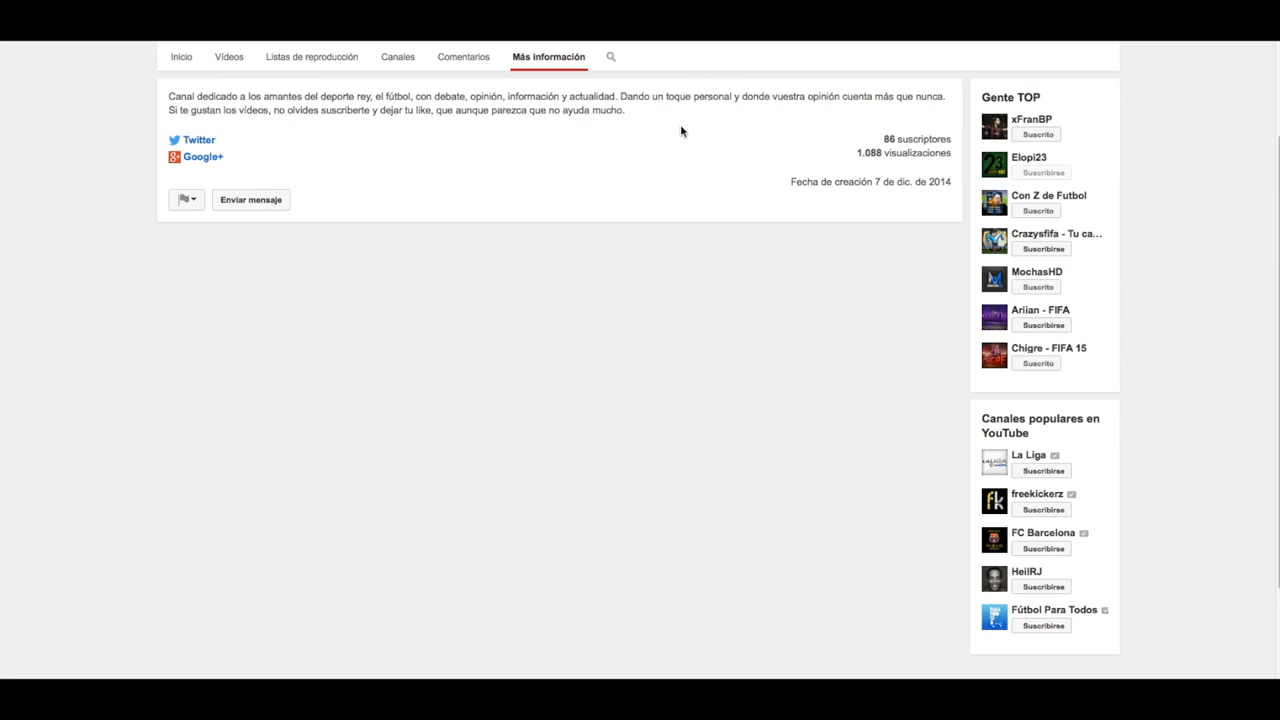 Inicio Vídeos Listas de reproducción Canales Comentarios Más información
Canal dedicado a los amantes del deporte rey, el fútbol, con debate, opinión, información y actualidad. Dando un toque personal y donde vuestra opinión cuenta más que nunca.
Si te gustan los vídeos, no olvides suscribirte y dejar tu like, que aunque parezca que no ayuda mucho.
Twitter
Google+
86 suscriptores
1.088 visualizaciones
Fecha de creación 7 de dic. de 2014
Enviar mensaje
Gente TOP
xFranBP
Suscrito
Elopi23
Suscribirse
Con Z de Futbol
Suscrito
Crazysfifa - Tu ca...
Suscribirse
MochasHD
Suscrito
Ariian - FIFA
Suscribirse
Chigre - FIFA 15
Suscrito
Canales populares en
YouTube
La Liga
Suscribirse
freekickerz
Suscribirse
FC Barcelona
Suscribirse
HeilRJ
Suscribirse
Fútbol Para Todos
Suscribirse